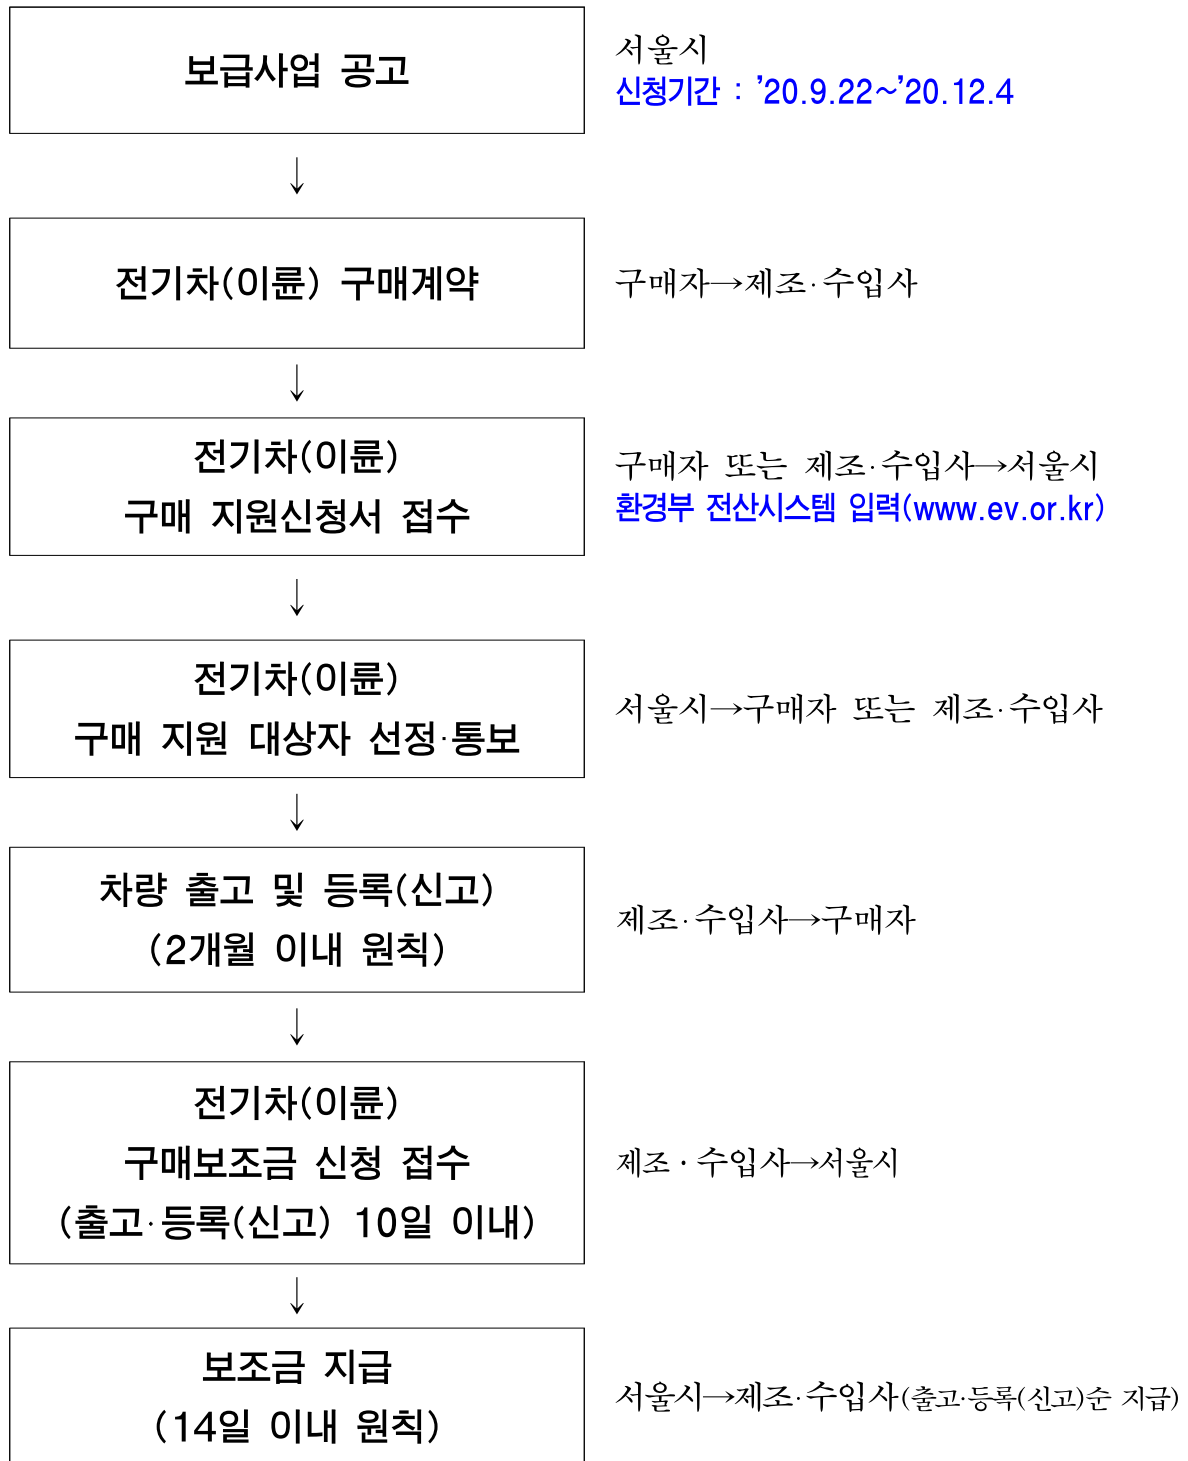 보급사업 공고
서울시
신청기간 : ’20.9.22~’20.12.4
↓
전기차(이륜) 구매계약
구매자→제조·수입사
↓
전기차(이륜)
구매 지원신청서 접수
구매자 또는 제조·수입사→서울시
환경부 전산시스템 입력(www.ev.or.kr)
↓
전기차(이륜)
구매 지원 대상자 선정·통보
서울시→구매자 또는 제조·수입사
↓
차량 출고 및 등록(신고)
(2개월 이내 원칙)
제조·수입사→구매자
↓
전기차(이륜)
구매보조금 신청 접수
(출고·등록(신고) 10일 이내)
제조·수입사→서울시
↓
보조금 지급
(14일 이내 원칙)
서울시→제조·수입사(출고·등록(신고)순 지급)